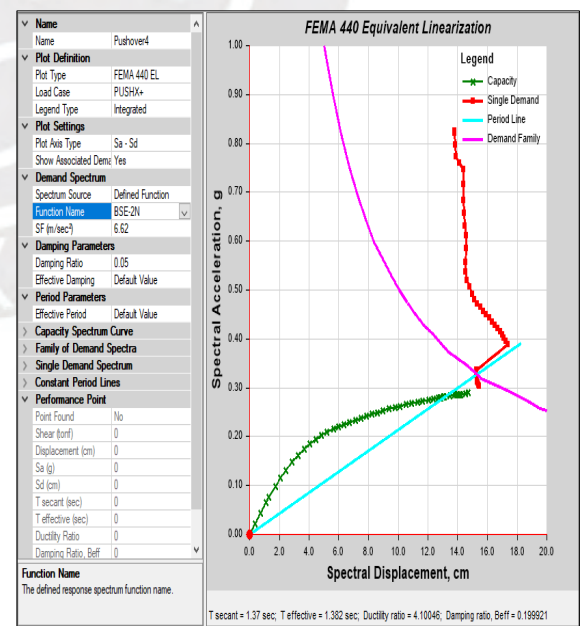 Name
Name Pushover4
Plot Definition
Plot Type FEMA 440 EL
Load Case PUSHX+
Legend Type Integrated
Plot Settings
Plot Axis Type Sa - Sd
Show Associated Dema Yes
Demand Spectrum
Spectrum Source Defined Function
Function Name BSE-2N
SF (m/sec²) 6.62
Damping Parameters
Damping Ratio 0.05
Effective Damping Default Value
Period Parameters
Effective Period Default Value
Capacity Spectrum Curve
Family of Demand Spectra
Single Demand Spectrum
Constant Period Lines
Performance Point
Point Found No
Shear (tonf) 0
Displacement (cm) 0
Sa (g) 0
Sd (cm) 0
T secant (sec) 0
T effective (sec) 0
Ductility Ratio 0
Damping Ratio, Beff 0
Function Name
The defined response spectrum function name.
FEMA 440 Equivalent Linearization
Legend
Capacity
Single Demand
Period Line
Demand Family
Spectral Acceleration, g
1.00
0.90
0.80
0.70
0.60
0.50
0.40
0.30
0.20
0.10
0.00
0.0 2.0 4.0 6.0 8.0 10.0 12.0 14.0 16.0 18.0 20.0
Spectral Displacement, cm
T secant = 1.37 sec; T effective = 1.382 sec; Ductility ratio = 4.10046; Damping ratio, Beff = 0.199921